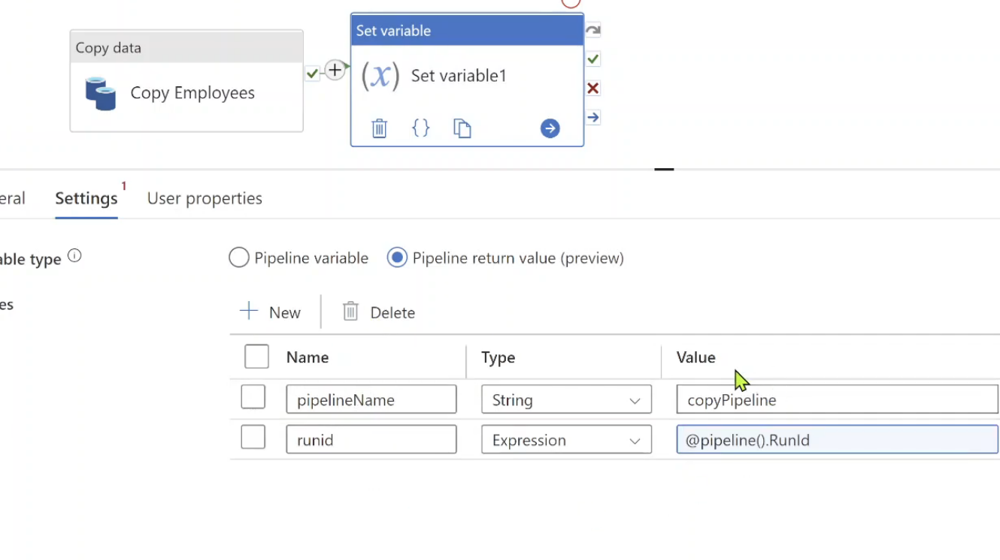 Set variable
Copy data
Set variable1
Copy Employees
eral Settings 1 User properties
able type Pipeline variable Pipeline return value (preview)
es
New Delete
Name Type Value
pipelineName String copyPipeline
runid Expression @pipeline().RunId